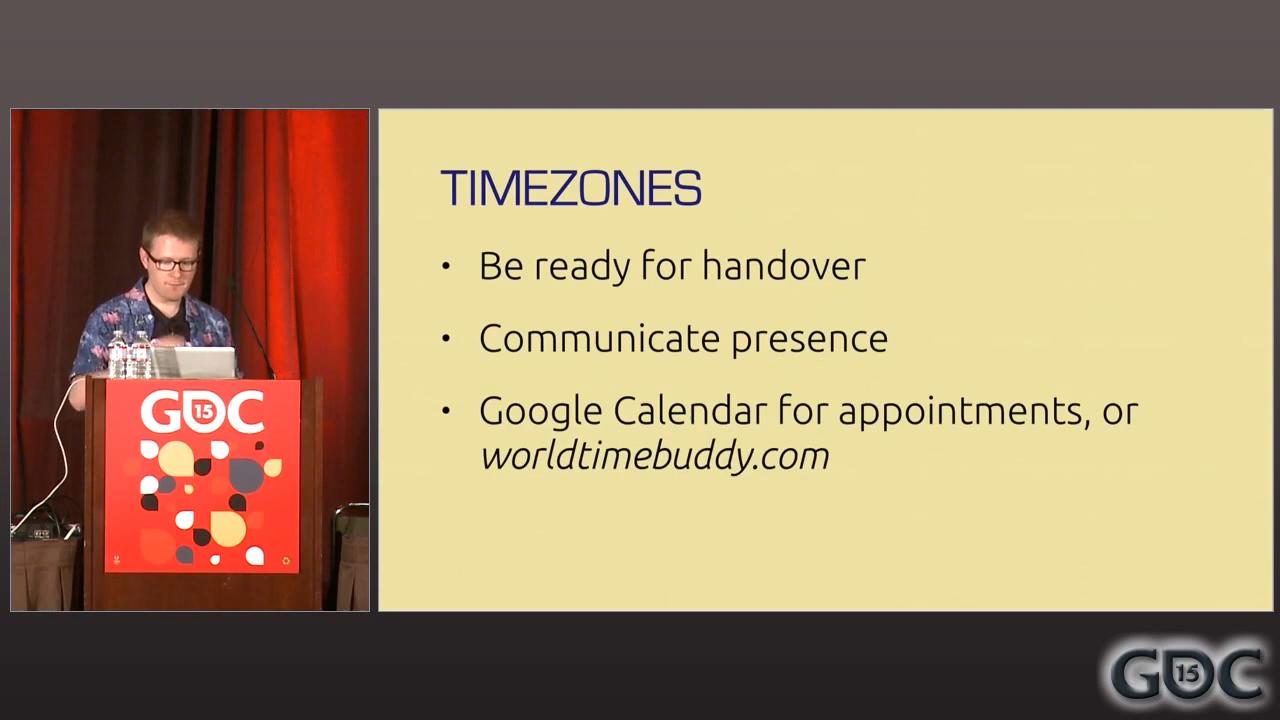 TIMEZONES
• Be ready for handover
• Communicate presence
• Google Calendar for appointments, or
worldtimebuddy.com
GDC
15
GDC
15